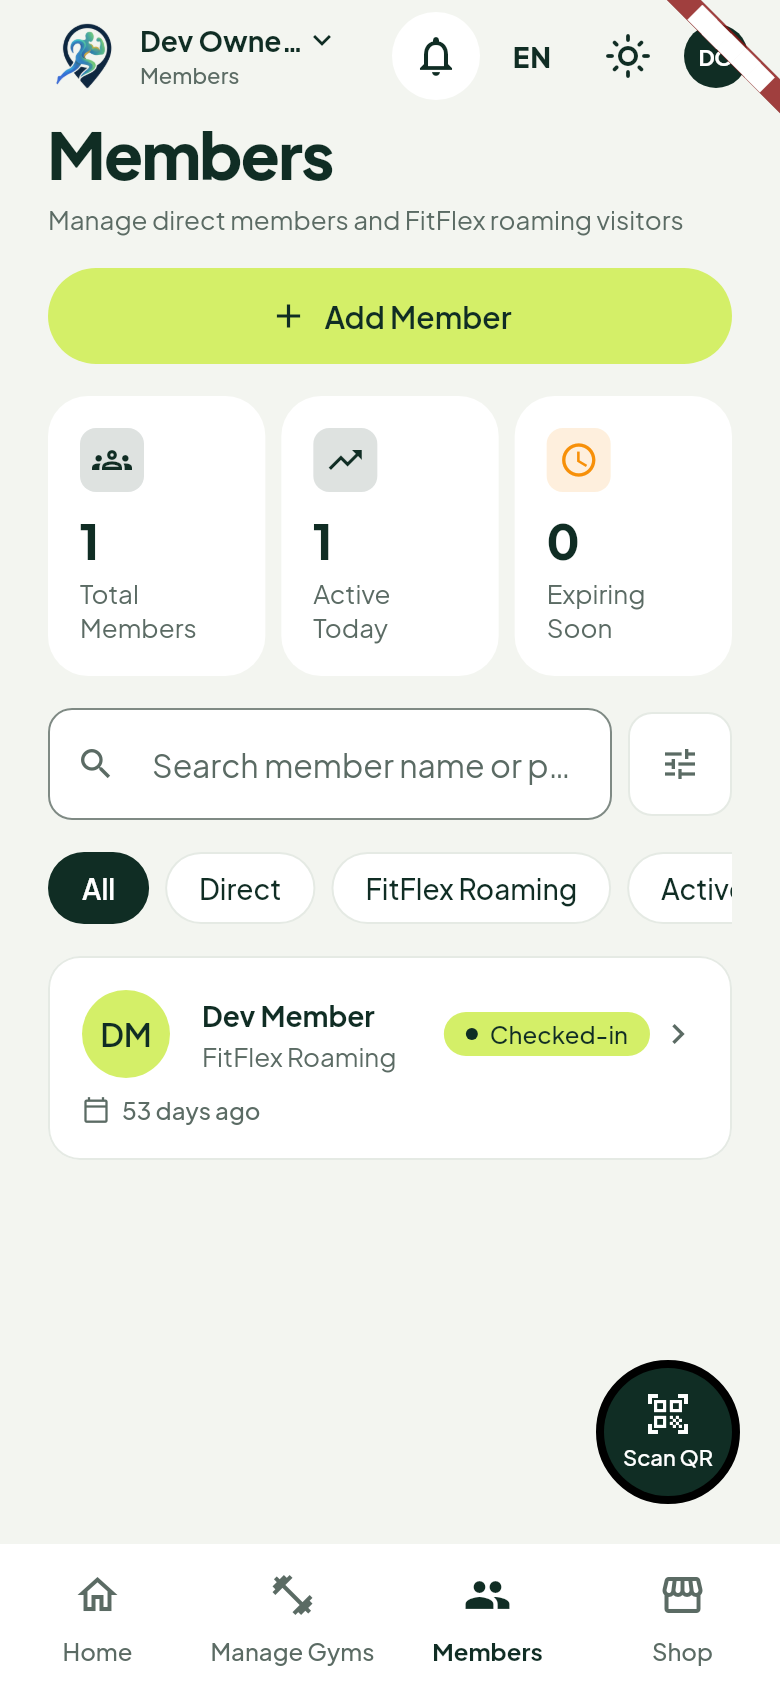 Dev Owne...
Members
EN
Members
Manage direct members and FitFlex roaming visitors
+ Add Member
1
Total
Members
1
Active
Today
0
Expiring
Soon
Search member name or p...
All
Direct
FitFlex Roaming
DM
Dev Member
FitFlex Roaming
Checked-in
53 days ago
Scan QR
Home
Manage Gyms
Members
Shop